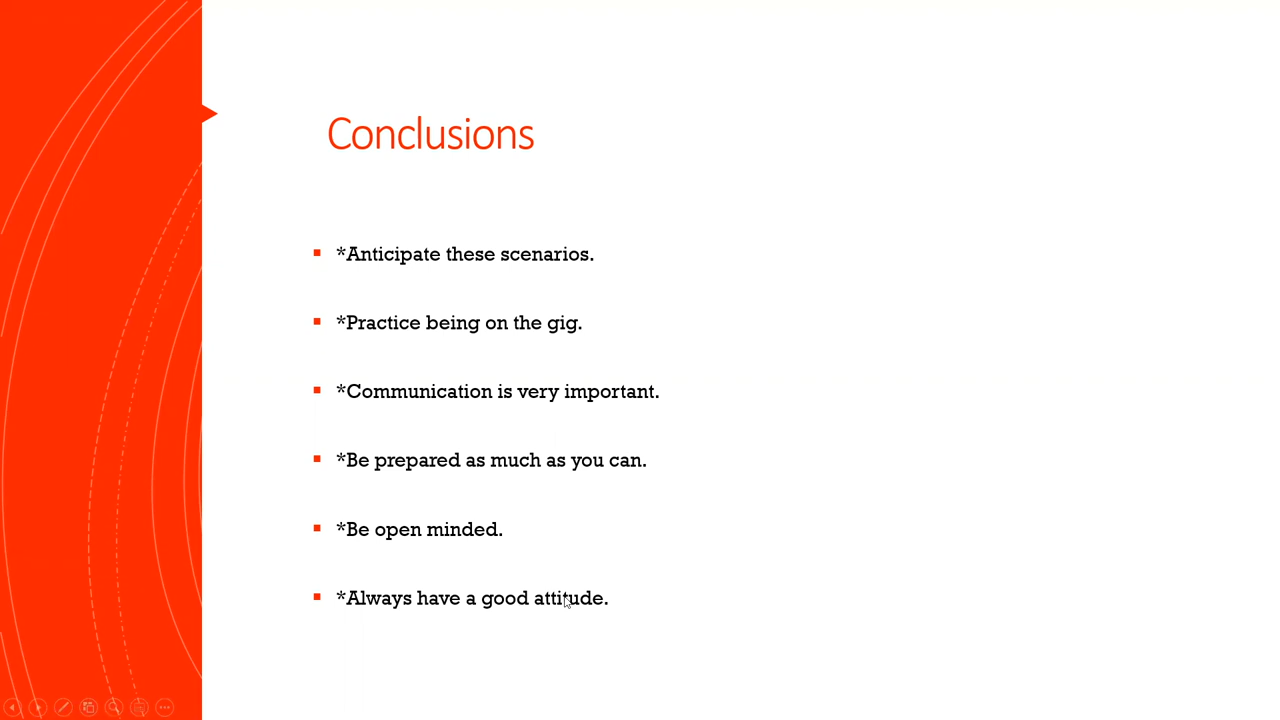 Conclusions
*Anticipate these scenarios.
*Practice being on the gig.
*Communication is very important.
*Be prepared as much as you can.
*Be open minded.
*Always have a good attitude.